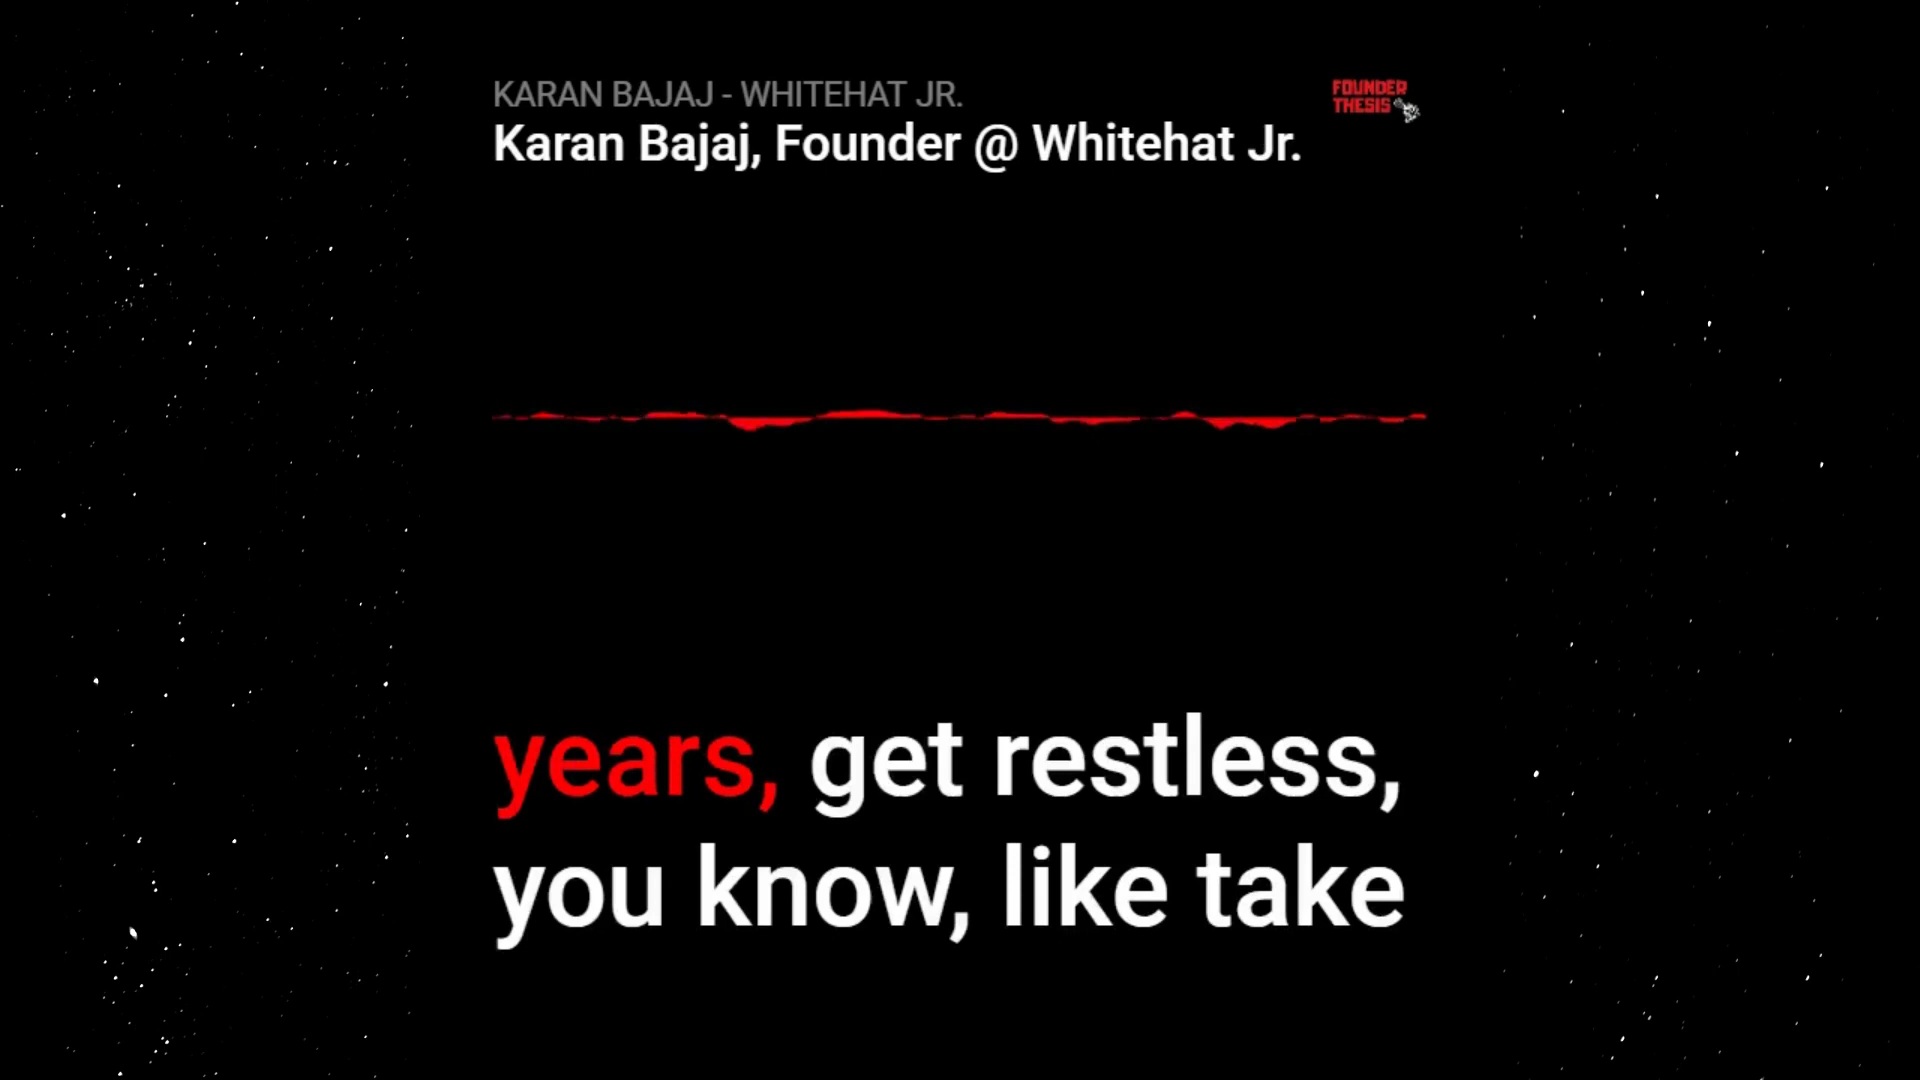 KARAN BAJAJ - WHITEHAT JR.
Karan Bajaj, Founder @ Whitehat Jr.
FOUNDER
THESIS
years, get restless,
you know, like take